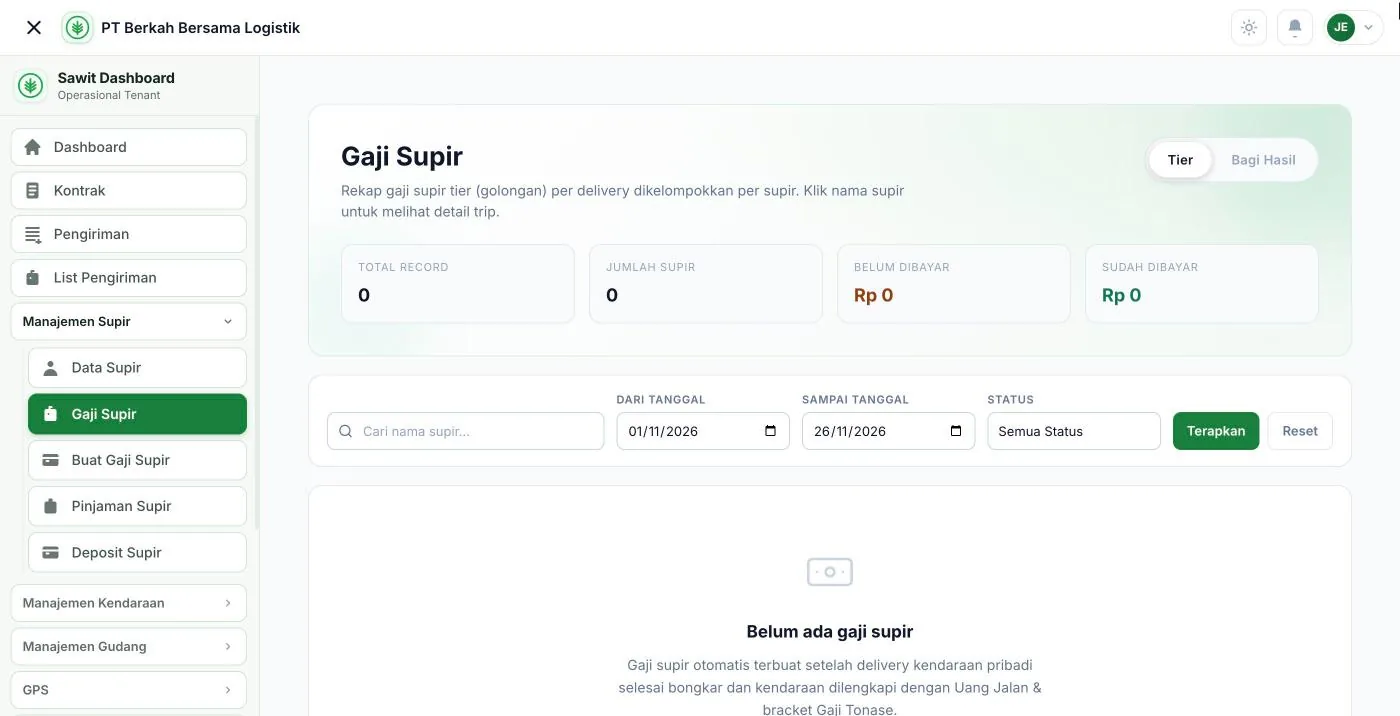 PT Berkah Bersama Logistik
JE
Sawit Dashboard
Operasional Tenant
Dashboard
Kontrak
Pengiriman
List Pengiriman
Manajemen Supir
Data Supir
Gaji Supir
Buat Gaji Supir
Pinjaman Supir
Deposit Supir
Manajemen Kendaraan
Manajemen Gudang
GPS
Gaji Supir
Tier
Bagi Hasil
Rekap gaji supir tier (golongan) per delivery dikelompokkan per supir. Klik nama supir
untuk melihat detail trip.
TOTAL RECORD
0
JUMLAH SUPIR
0
BELUM DIBAYAR
Rp 0
SUDAH DIBAYAR
Rp 0
Cari nama supir...
DARI TANGGAL
01/11/2026
SAMPAI TANGGAL
26/11/2026
STATUS
Semua Status
Terapkan
Reset
Belum ada gaji supir
Gaji supir otomatis terbuat setelah delivery kendaraan pribadi
selesai bongkar dan kendaraan dilengkapi dengan Uang Jalan &
bracket Gaji Tonase.